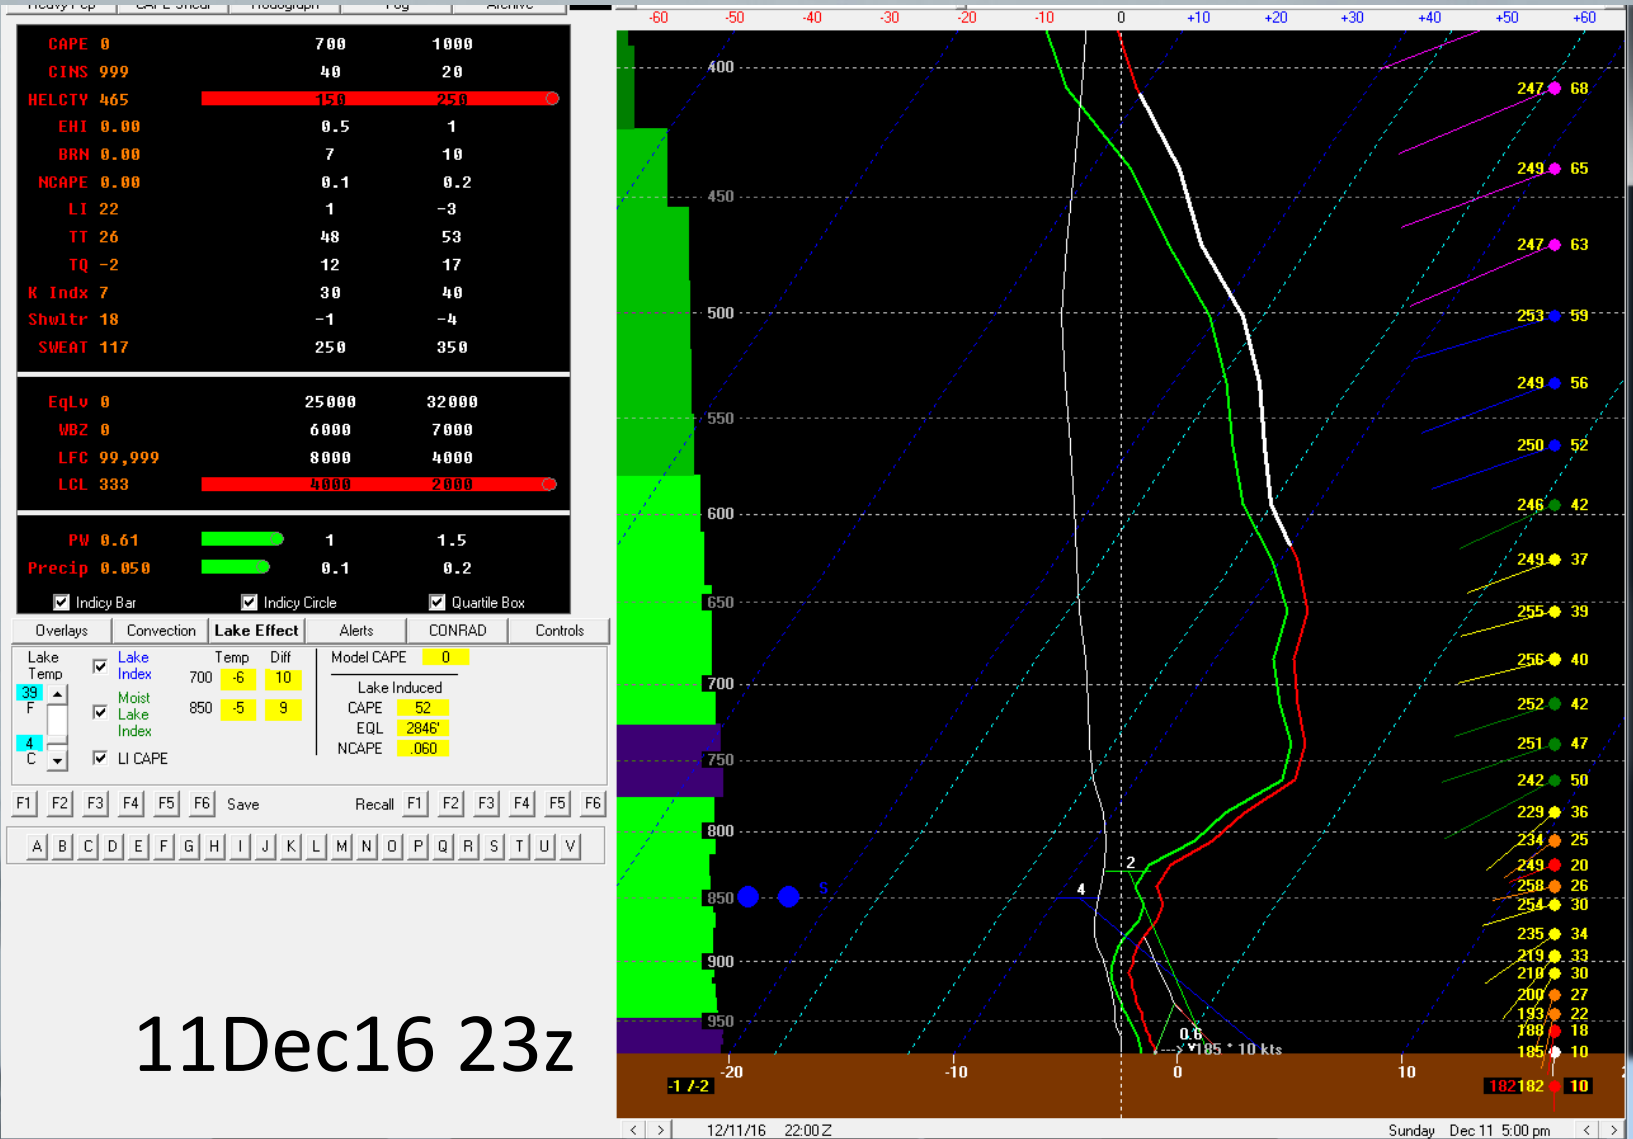 Heavy Pcp CAPE Shear Hodograph Fog Archive
CAPE 0 700 1000
CINS 999 40 20
HELCTY 465 150 250
EHI 0.00 0.5 1
BRN 0.00 7 10
NCAPE 0.00 0.1 0.2
LI 22 1 -3
TT 26 48 53
TQ -2 12 17
K Indx 7 30 40
Shwltr 18 -1 -4
SWEAT 117 250 350
EqLv 0 25000 32000
WBZ 0 6000 7000
LFC 99,999 8000 4000
LCL 333 4000 2000
PW 0.61 1 1.5
Precip 0.050 0.1 0.2
Indicy Bar Indicy Circle Quartile Box
Overlays Convection Lake Effect Alerts CONRAD Controls
Lake Temp
39
F
4
C
Lake Index
Moist Lake Index
LI CAPE
Temp Diff
700 -6 10
850 -5 9
Model CAPE 0
Lake Induced
CAPE 52
EQL 2846'
NCAPE .060
F1 F2 F3 F4 F5 F6 Save Recall F1 F2 F3 F4 F5 F6
A B C D E F G H I J K L M N O P Q R S T U V
11Dec16 23z
-60 -50 -40 -30 -20 -10 0 +10 +20 +30 +40 +50 +60
400
247 68
249 65
450
247 63
500
253 59
249 56
550
250 52
246 42
600
249 37
255 39
650
256 40
700
252 42
251 47
750
242 50
229 36
800
234 25
2
249 20
4
S
258 26
850
254 30
235 34
219 33
900
210 30
200 27
193 22
950
188 18
0.6
---> 185 * 10 kts
185 10
-20 -10 0 10
-1 /-2
182 182 10
< > 12/11/16 22:00Z Sunday Dec 11 5:00 pm < >